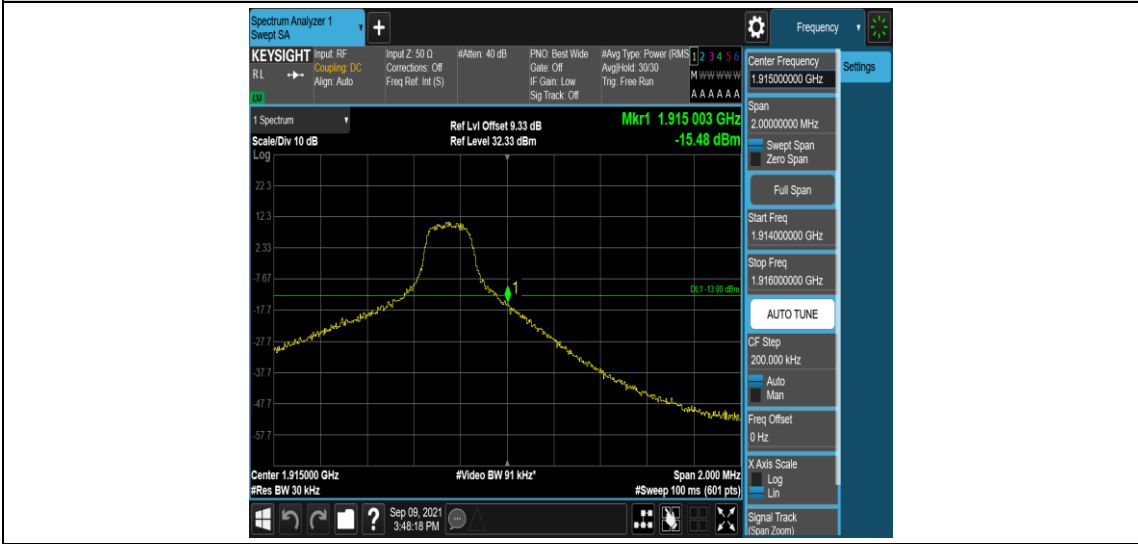 Spectrum Analyzer 1
Swept SA
+
Frequency
KEYSIGHT
RL
LM
Input: RF
Coupling: DC
Align: Auto
Input Z: 50 Ω
Corrections: Off
Freq Ref: Int (S)
#Atten: 40 dB
PNO: Best Wide
Gate: Off
IF Gain: Low
Sig Track: Off
#Avg Type: Power (RMS
Avg|Hold: 30/30
Trig: Free Run
1 2 3 4 5 6
M W W W W W
A A A A A A
1 Spectrum
Scale/Div 10 dB
Log
Ref Lvl Offset 9.33 dB
Ref Level 32.33 dBm
Mkr1 1.915 003 GHz
-15.48 dBm
22.3
12.3
2.33
-7.67
-17.7
-27.7
-37.7
-47.7
-57.7
1
DL1 -13.00 dBm
Center 1.915000 GHz
#Res BW 30 kHz
#Video BW 91 kHz*
Span 2.000 MHz
#Sweep 100 ms (601 pts)
?
Sep 09, 2021
3:48:18 PM
Center Frequency
1.915000000 GHz
Settings
Span
2.00000000 MHz
Swept Span
Zero Span
Full Span
Start Freq
1.914000000 GHz
Stop Freq
1.916000000 GHz
AUTO TUNE
CF Step
200.000 kHz
Auto
Man
Freq Offset
0 Hz
X Axis Scale
Log
Lin
Signal Track
(Span Zoom)